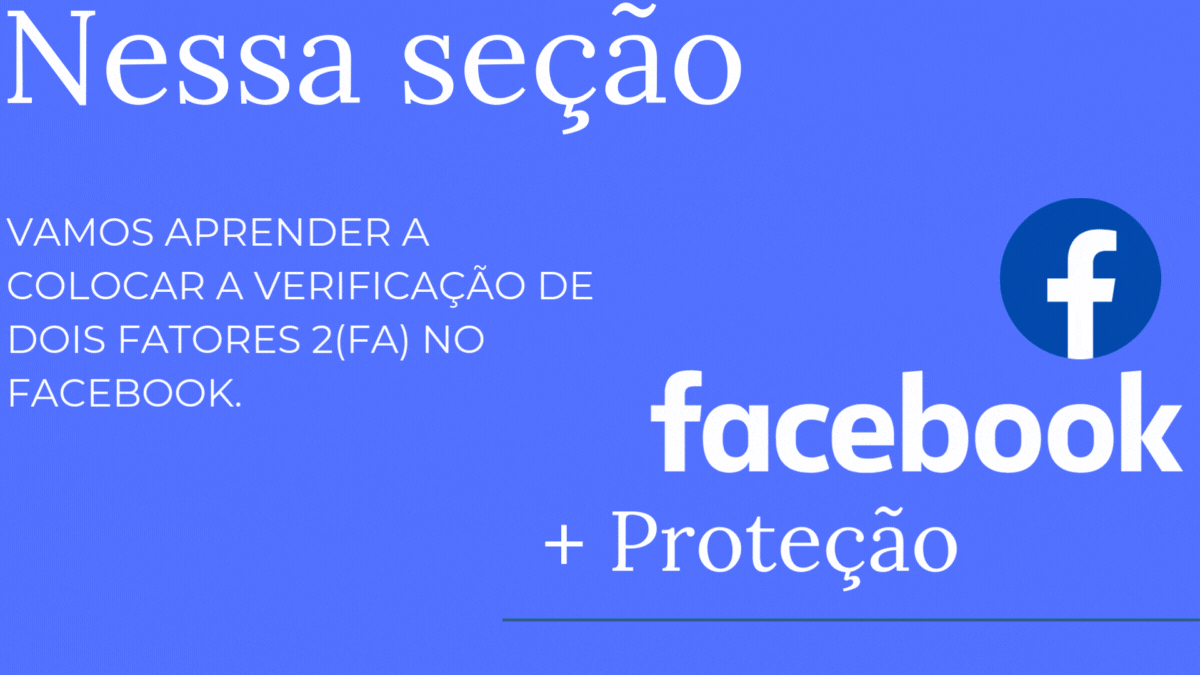 Nessa seção
VAMOS APRENDER A
COLOCAR A VERIFICAÇÃO DE
DOIS FATORES 2(FA) NO
FACEBOOK.
f
facebook
+ Proteção